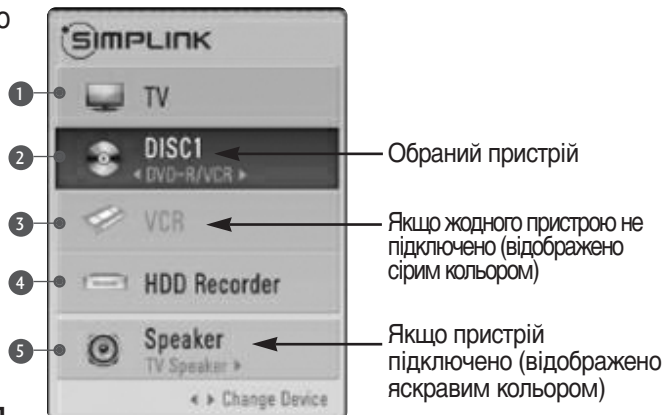 SIMPLINK
1 TV
2 DISC1
◄ DVD-R/VCR ►
Обраний пристрій
3 VCR
Якщо жодного пристрою не
підключено (відображено
сірим кольором)
4 HDD Recorder
5 Speaker
TV Speaker ►
Якщо пристрій
підключено (відображено
яскравим кольором)
◄ ► Change Device